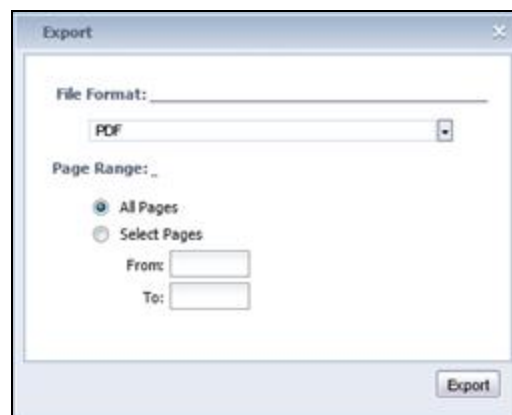 Export
File Format:
PDF
Page Range:
All Pages
Select Pages
From:
To:
Export